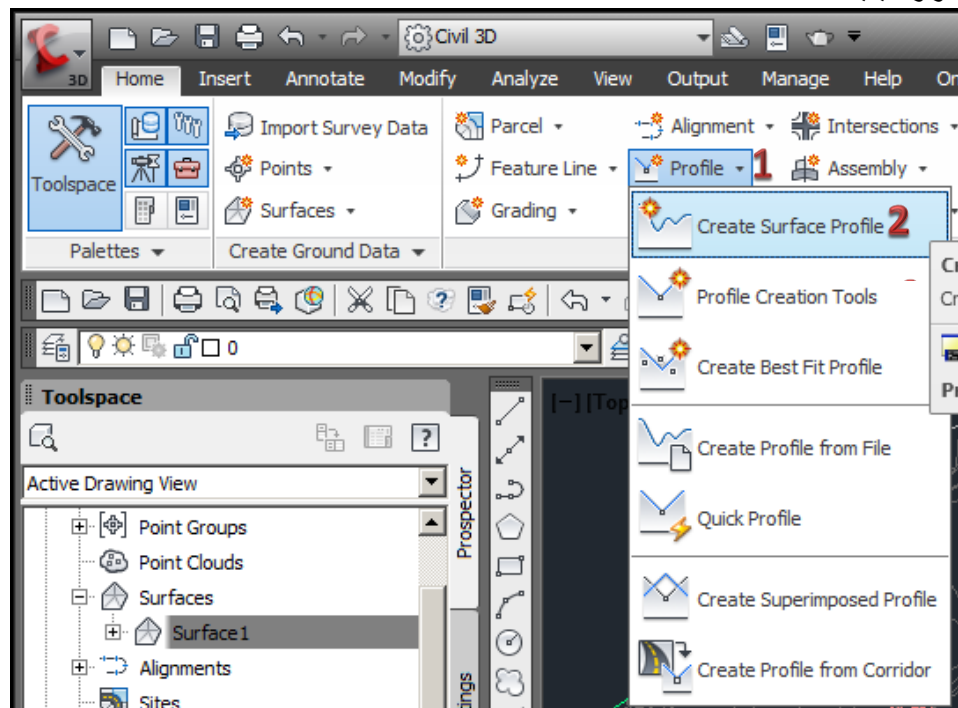 Civil 3D
3D Home Insert Annotate Modify Analyze View Output Manage Help
Import Survey Data Parcel Alignment Intersections
Toolspace Points Feature Line Profile 1 Assembly
Surfaces Grading
Create Surface Profile 2
Palettes Create Ground Data
Profile Creation Tools
0
Create Best Fit Profile
Toolspace
[-] [Top
Create Profile from File
Active Drawing View
Prospector
Point Groups
Quick Profile
Point Clouds
Surfaces
Create Superimposed Profile
Surface1
Alignments
Create Profile from Corridor
Sites